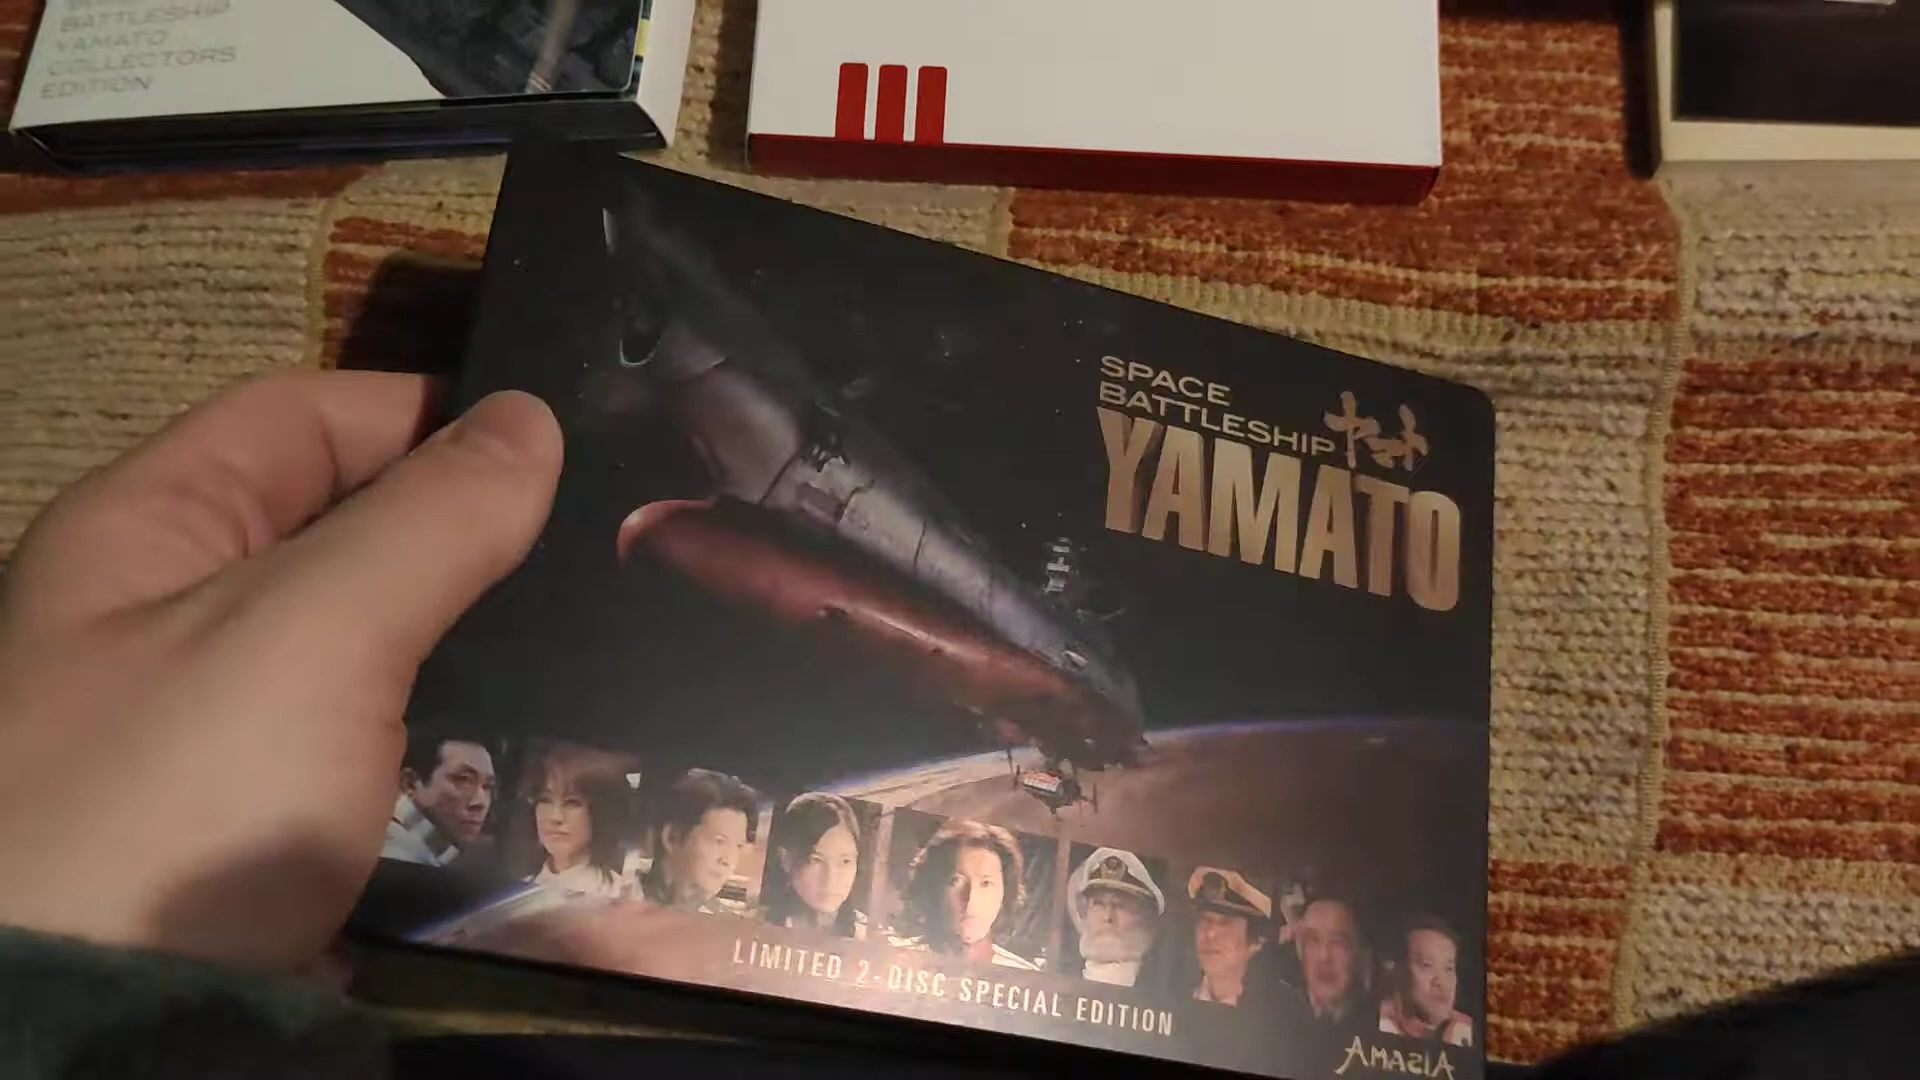 BATTLESHIP
YAMATO
COLLECTORS
EDITION
SPACE
BATTLESHIP
ヤマト
YAMATO
LIMITED 2-DISC SPECIAL EDITION
AMASIA